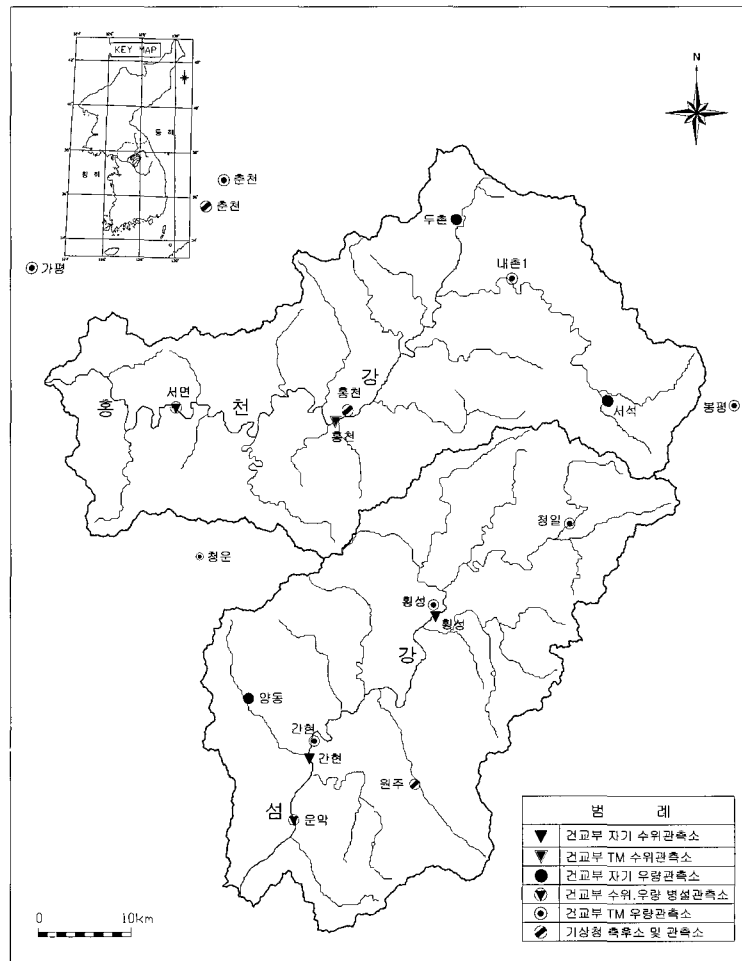 KEY MAP
동 해
황 해
N
춘천
춘천
가평
두촌
내촌1
강
홍천
서면
홍
천
홍천
서석
봉평
청일
청운
횡성
횡성
강
양동
간현
간현
원주
섬
문막
0 10km
범 례
건교부 자기 수위관측소
건교부 TM 수위관측소
건교부 자기 우량관측소
건교부 수위.우량 병설관측소
건교부 TM 우량관측소
기상청 측후소 및 관측소